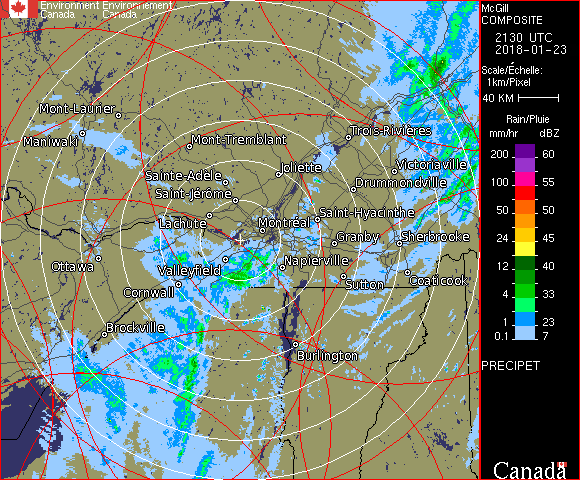 Environment Environnement
Canada Canada
McGill
COMPOSITE
2130 UTC
2018-01-23
Scale/Échelle:
1km/Pixel
40 KM
Rain/Pluie
mm/hr dBZ
200 60
100 55
50 50
24 45
12 40
4 33
1 23
0.1 7
PRECIPET
Mont-Laurier
Maniwaki
Mont-Tremblant
Trois-Rivières
Joliette
Victoriaville
Sainte-Adèle
Drummondville
Saint-Jérôme
Lachute
Saint-Hyacinthe
Montréal
Granby
Sherbrooke
Ottawa
Valleyfield
Napierville
Cornwall
Sutton
Coaticook
Brockville
Burlington
Canada